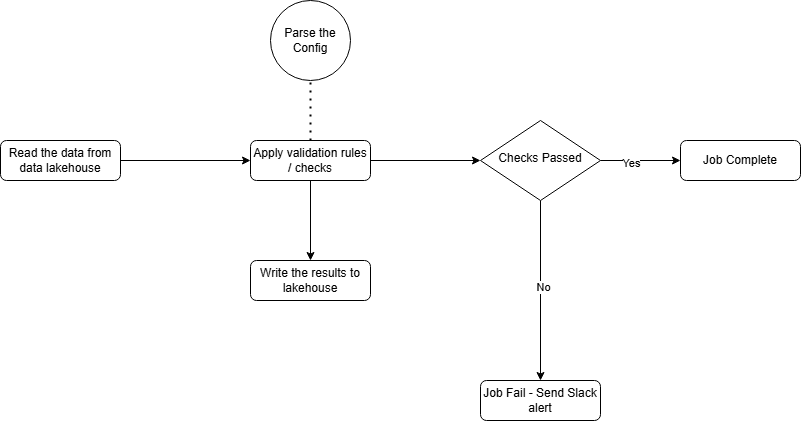 Parse the
Config
Read the data from
data lakehouse
Apply validation rules
/ checks
Checks Passed
Yes
Job Complete
Write the results to
lakehouse
No
Job Fail - Send Slack
alert